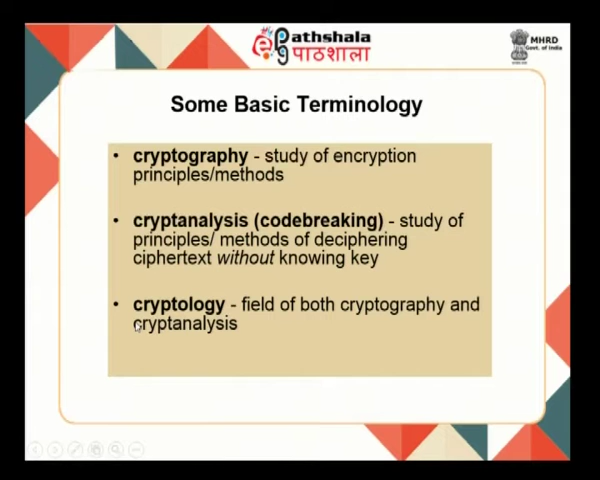 Pathshala
पाठशाला
MHRD
Govt. of India
Some Basic Terminology
• cryptography - study of encryption
principles/methods
• cryptanalysis (codebreaking) - study of
principles/ methods of deciphering
ciphertext without knowing key
• cryptology - field of both cryptography and
cryptanalysis